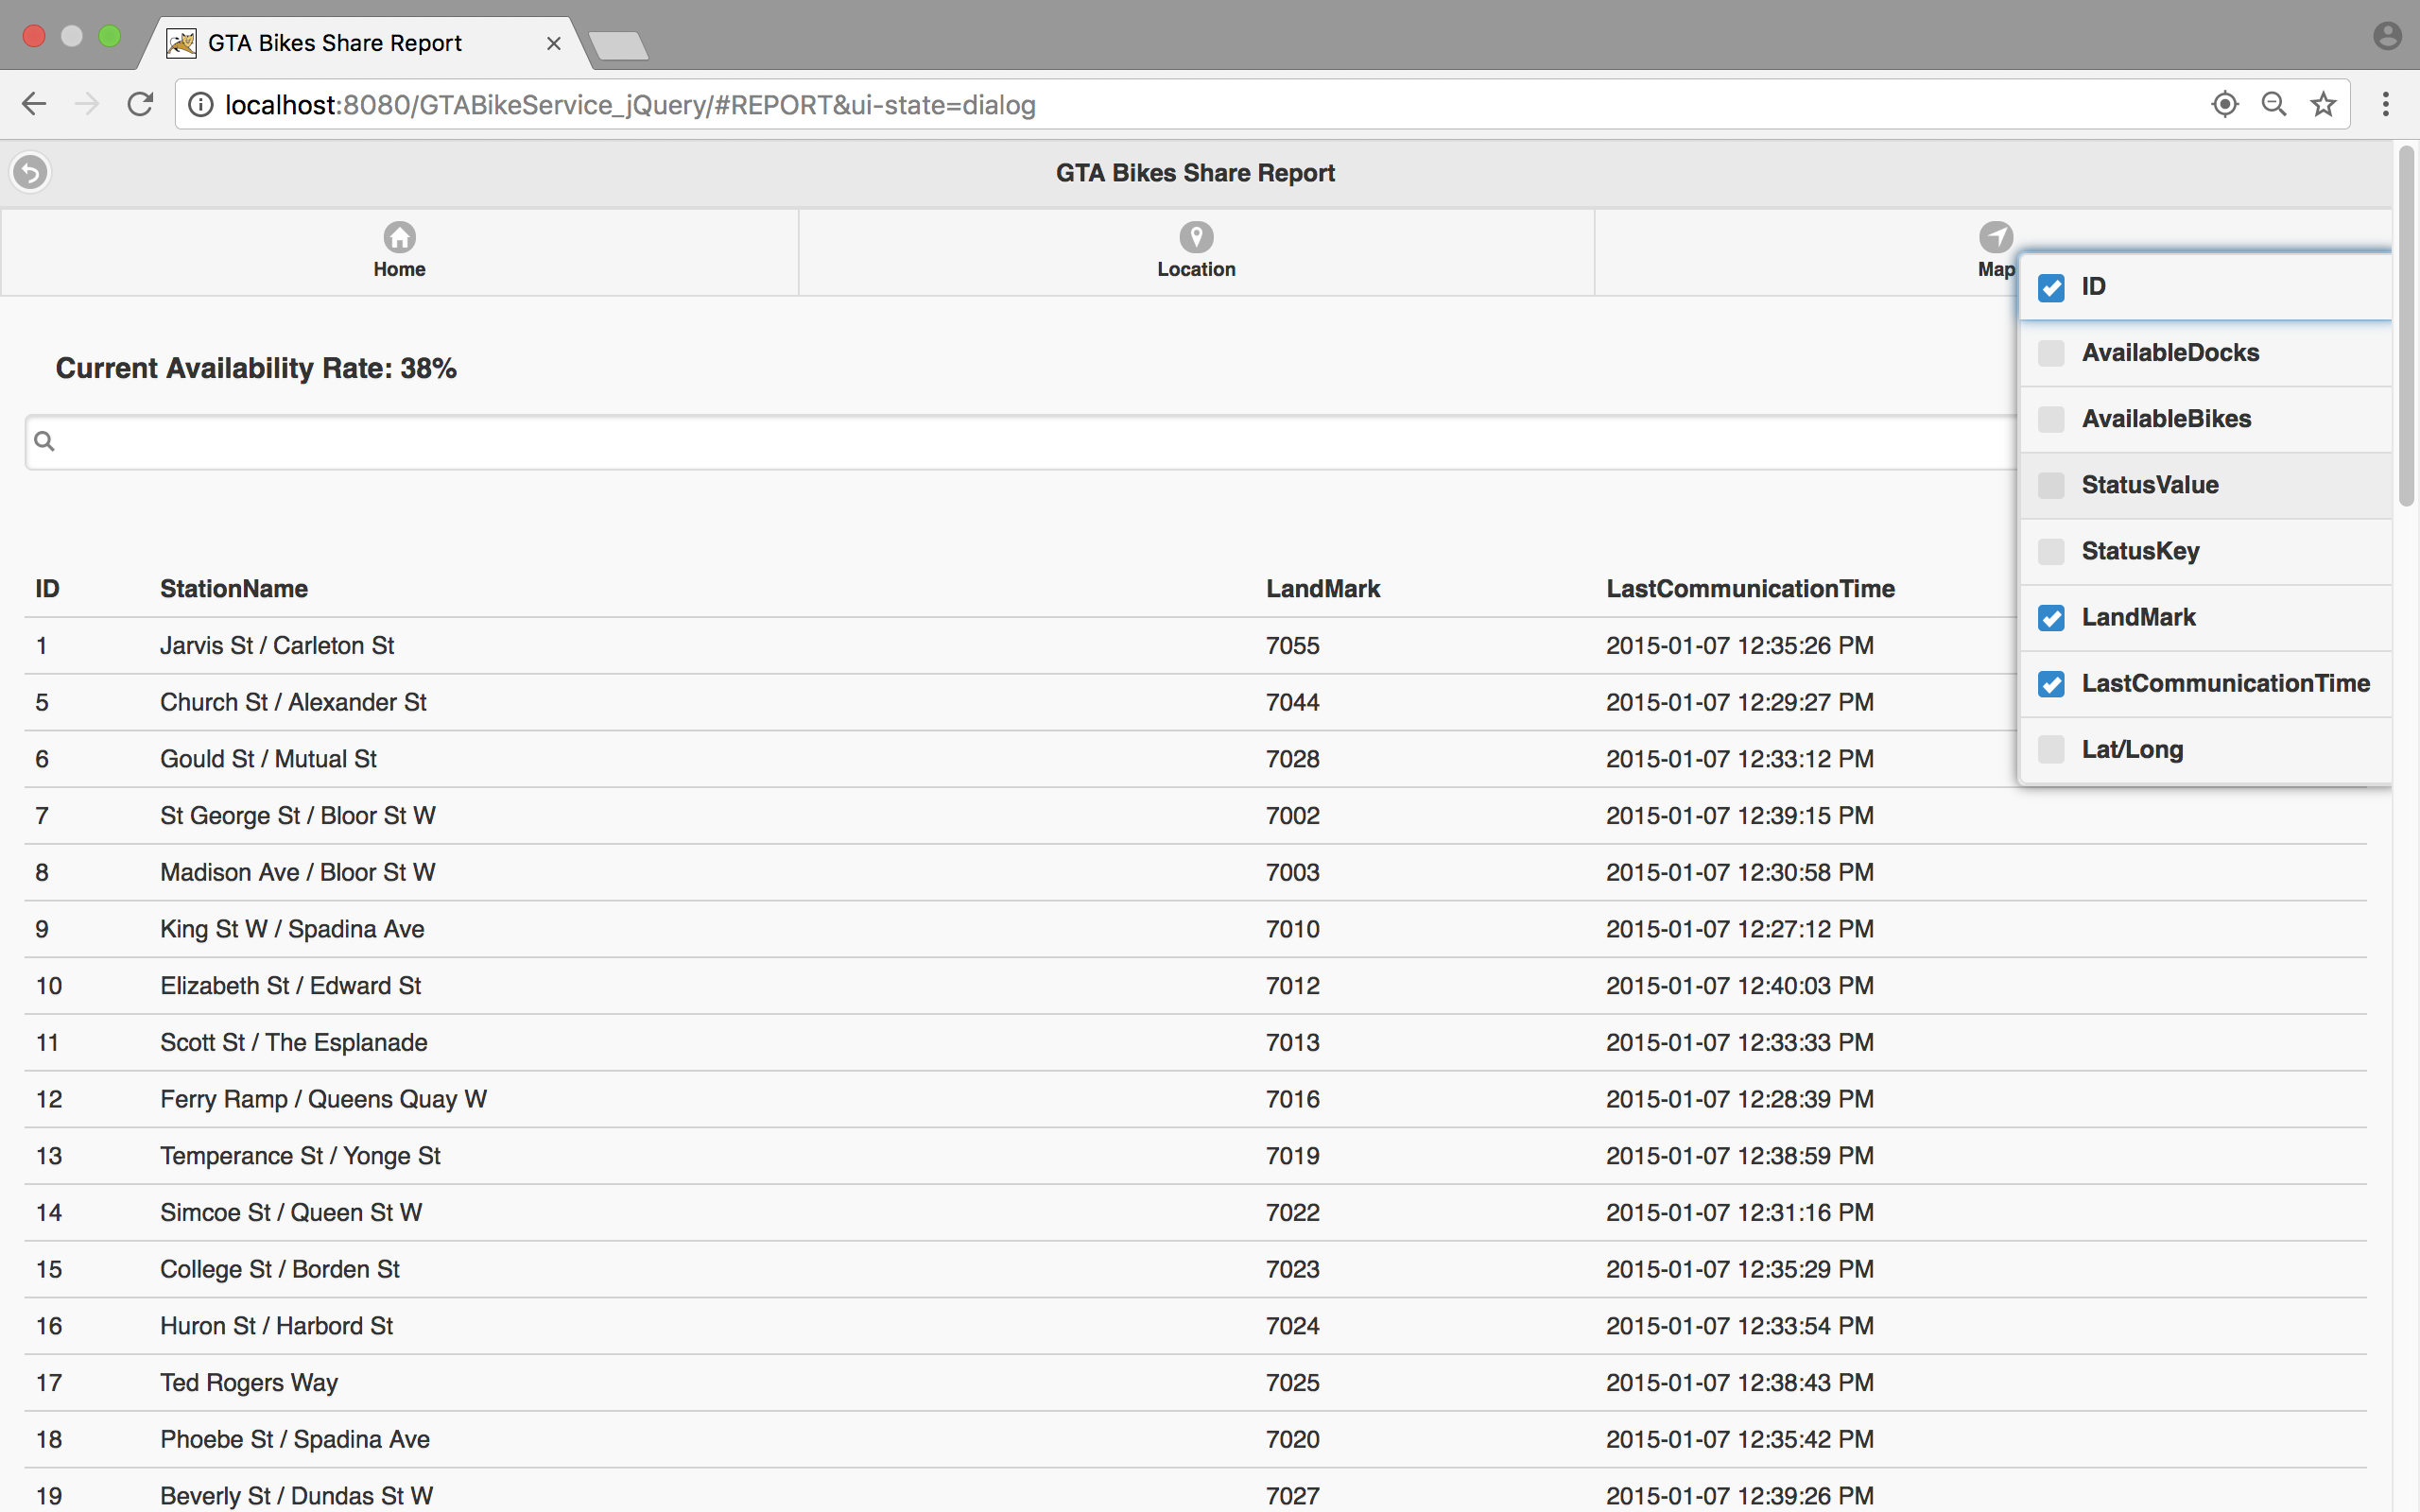 GTA Bikes Share Report
localhost:8080/GTABikeService_jQuery/#REPORT&ui-state=dialog
GTA Bikes Share Report
Home Location Map
ID
AvailableDocks
AvailableBikes
StatusValue
StatusKey
LandMark
LastCommunicationTime
Lat/Long
Current Availability Rate: 38%
ID StationName LandMark LastCommunicationTime
1 Jarvis St / Carleton St 7055 2015-01-07 12:35:26 PM
5 Church St / Alexander St 7044 2015-01-07 12:29:27 PM
6 Gould St / Mutual St 7028 2015-01-07 12:33:12 PM
7 St George St / Bloor St W 7002 2015-01-07 12:39:15 PM
8 Madison Ave / Bloor St W 7003 2015-01-07 12:30:58 PM
9 King St W / Spadina Ave 7010 2015-01-07 12:27:12 PM
10 Elizabeth St / Edward St 7012 2015-01-07 12:40:03 PM
11 Scott St / The Esplanade 7013 2015-01-07 12:33:33 PM
12 Ferry Ramp / Queens Quay W 7016 2015-01-07 12:28:39 PM
13 Temperance St / Yonge St 7019 2015-01-07 12:38:59 PM
14 Simcoe St / Queen St W 7022 2015-01-07 12:31:16 PM
15 College St / Borden St 7023 2015-01-07 12:35:29 PM
16 Huron St / Harbord St 7024 2015-01-07 12:33:54 PM
17 Ted Rogers Way 7025 2015-01-07 12:38:43 PM
18 Phoebe St / Spadina Ave 7020 2015-01-07 12:35:42 PM
19 Beverly St / Dundas St W 7027 2015-01-07 12:39:26 PM